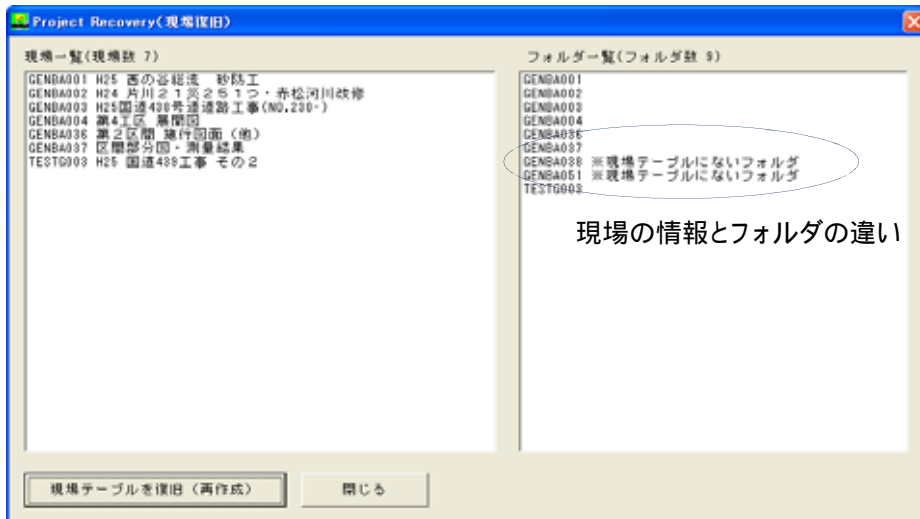 Project Recovery(現場復旧)
現場一覧(現場数 7)
GENBA001 H25 西の谷総流 砂防工
GENBA002 H24 片川21災251つ・赤松河川改修
GENBA003 H25国道438号道道路工事(NO.230-)
GENBA004 第4工区 展開図
GENBA036 第2区間 施行図面(他)
GENBA037 区間部分図・測量結果
TESTG003 H25 国道438工事 その2
フォルダ一覧(フォルダ数 9)
GENBA001
GENBA002
GENBA003
GENBA004
GENBA036
GENBA037
GENBA038 ※現場テーブルにないフォルダ
GENBA051 ※現場テーブルにないフォルダ
TESTG003
現場の情報とフォルダの違い
現場テーブルを復旧(再作成)
閉じる